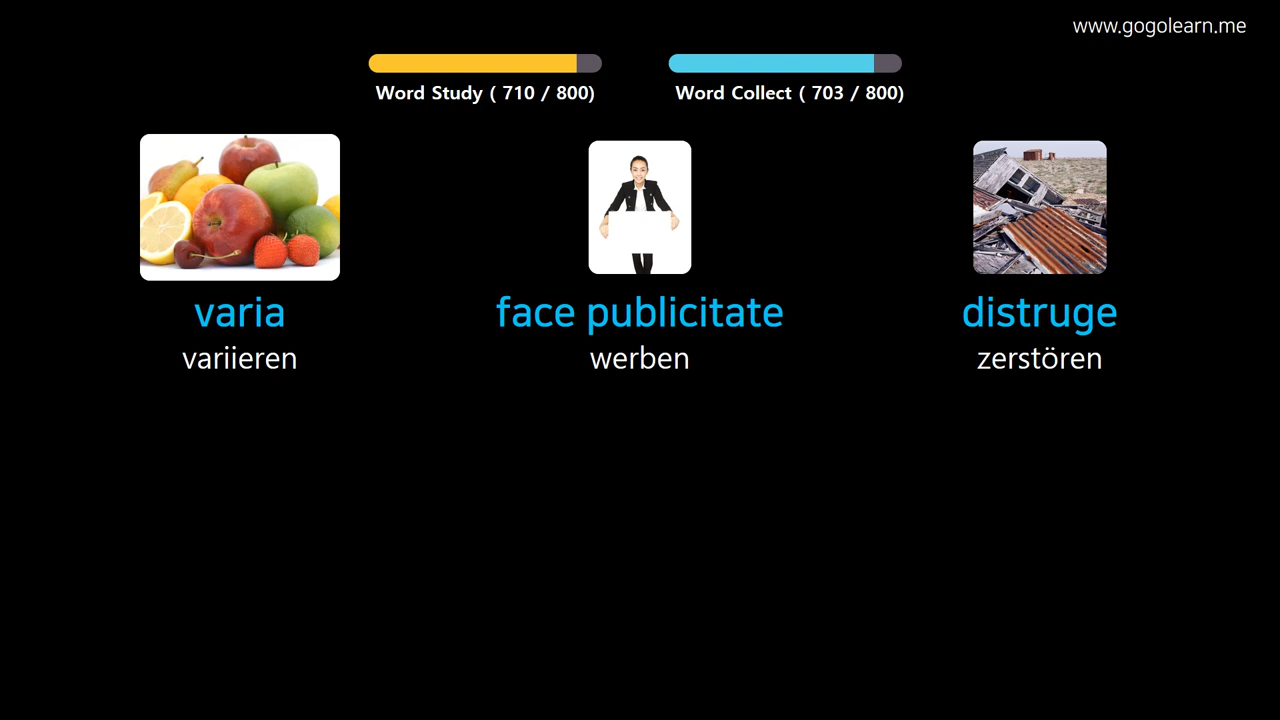 www.gogolearn.me
Word Study ( 710 / 800)
Word Collect ( 703 / 800)
varia
variieren
face publicitate
werben
distruge
zerstören